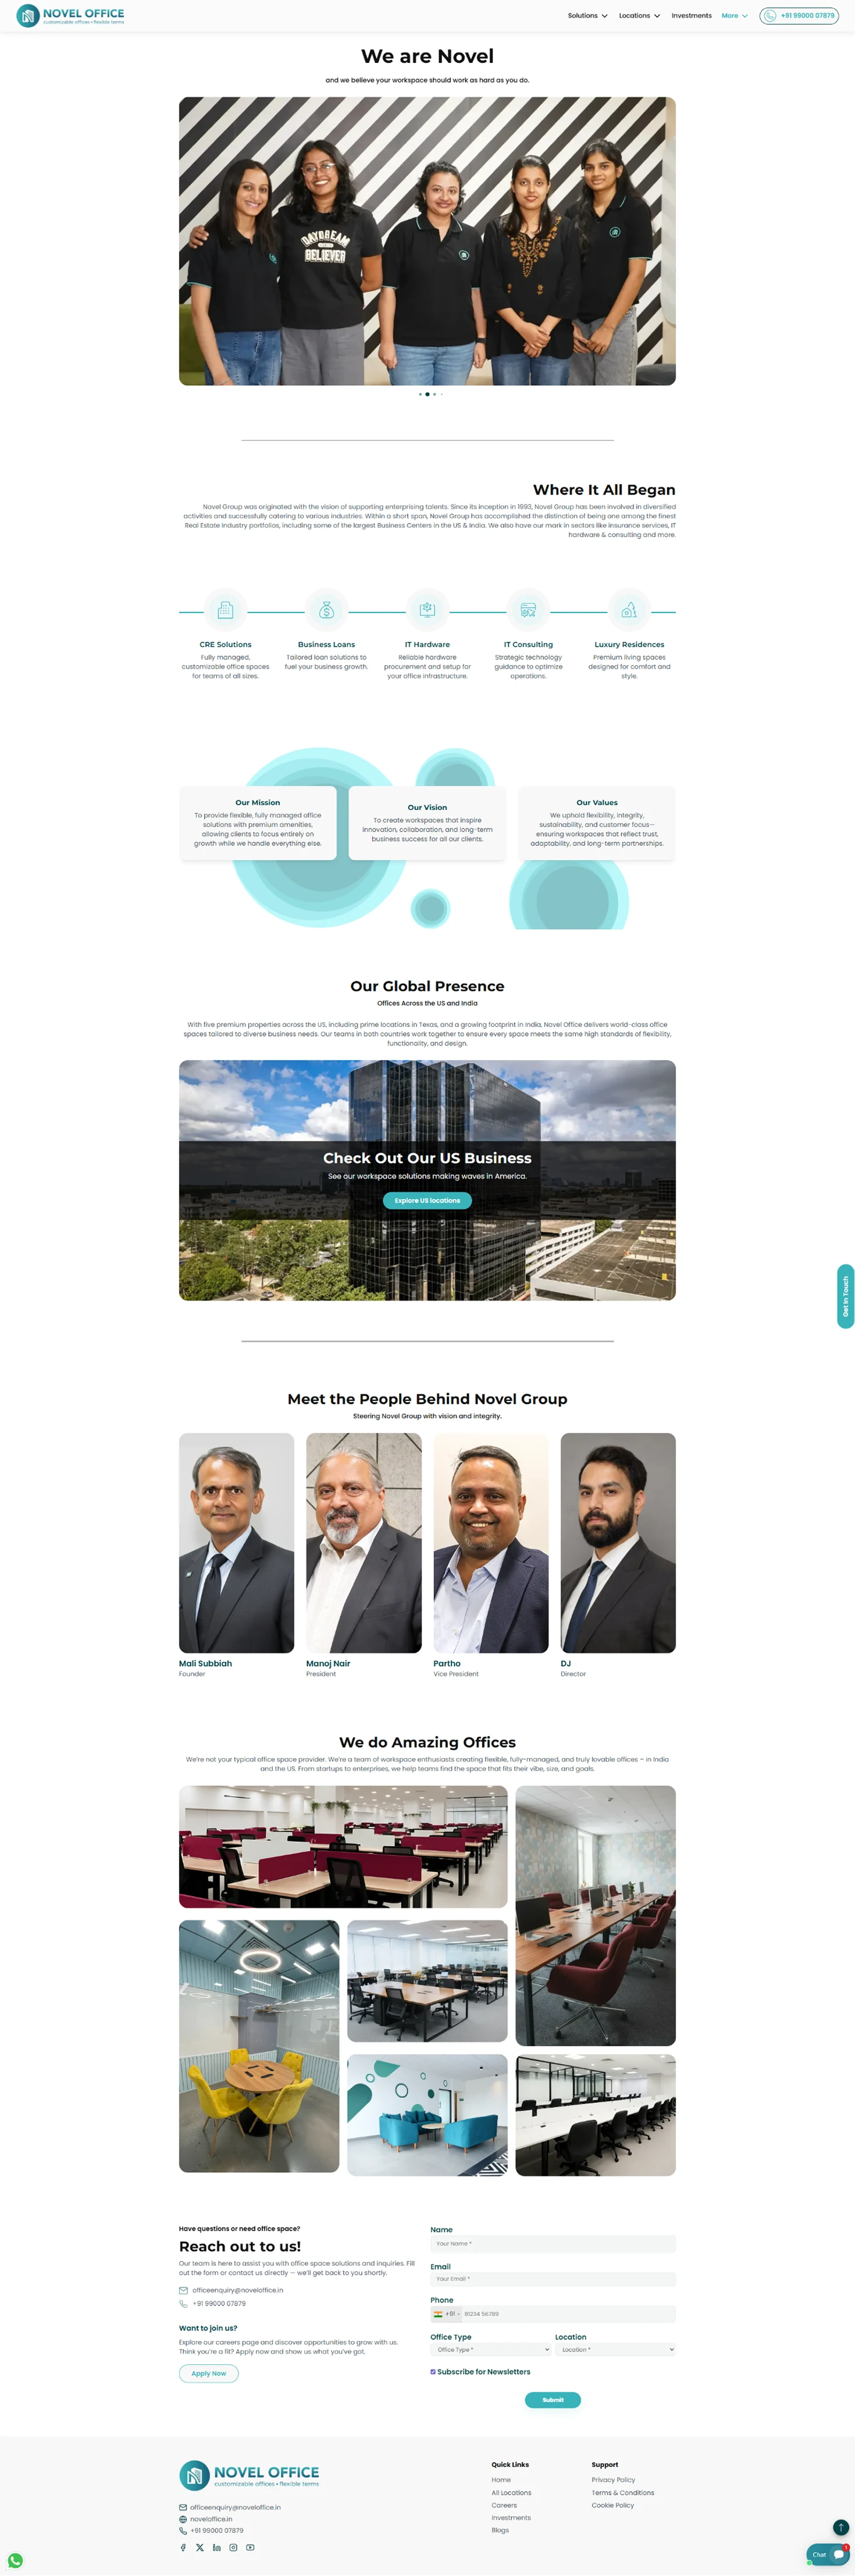 NOVEL OFFICE
customizable offices • flexible terms
Solutions
Locations
Investments
More
+91 99000 07879
We are Novel
and we believe your workspace should work as hard as you do.
DAYDREAM
BELIEVER
Where It All Began
Novel Group was originated with the vision of supporting enterprising talents. Since its inception in 1993, Novel Group has been involved in diversified
activities and successfully catering to various Industries. Within a short span, Novel Group has accomplished the distinction of being one among the finest
Real Estate Industry portfolios, including some of the largest Business Centers in the US & India. We also have our mark in sectors like insurance services, IT
hardware & consulting and more.
CRE Solutions
Fully managed,
customizable office spaces
for teams of all sizes.
Business Loans
Tailored loan solutions to
fuel your business growth.
IT Hardware
Reliable hardware
procurement and setup for
your office infrastructure.
IT Consulting
Strategic technology
guidance to optimize
operations.
Luxury Residences
Premium living spaces
designed for comfort and
style.
Our Mission
To provide flexible, fully managed office
solutions with premium amenities,
allowing clients to focus entirely on
growth while we handle everything else.
Our Vision
To create workspaces that inspire
innovation, collaboration, and long-term
business success for all our clients.
Our Values
We uphold flexibility, integrity,
sustainability, and customer focus—
ensuring workspaces that reflect trust,
adaptability, and long-term partnerships.
Our Global Presence
Offices Across the US and India
With five premium properties across the US, including prime locations in Texas, and a growing footprint in India, Novel Office delivers world-class office
spaces tailored to diverse business needs. Our teams in both countries work together to ensure every space meets the same high standards of flexibility,
functionality, and design.
Check Out Our US Business
See our workspace solutions making waves in America.
Explore US locations
Get In Touch
Meet the People Behind Novel Group
Steering Novel Group with vision and integrity.
Mali Subbiah
Founder
Manoj Nair
President
Partho
Vice President
DJ
Director
We do Amazing Offices
We're not your typical office space provider. We're a team of workspace enthusiasts creating flexible, fully-managed, and truly lovable offices – in India
and the US. From startups to enterprises, we help teams find the space that fits their vibe, size, and goals.
Have questions or need office space?
Reach out to us!
Our team is here to assist you with office space solutions and inquiries. Fill
out the form or contact us directly — we'll get back to you shortly.
officeenquiry@noveloffice.in
+91 99000 07879
Want to join us?
Explore our careers page and discover opportunities to grow with us.
Think you're a fit? Apply now and show us what you've got.
Apply Now
Name
Your Name *
Email
Your Email *
Phone
+91
81234 56789
Office Type
Office Type *
Location
Location *
Subscribe for Newsletters
Submit
NOVEL OFFICE
customizable offices • flexible terms
officeenquiry@noveloffice.in
noveloffice.in
+91 99000 07879
Quick Links
Home
All Locations
Careers
Investments
Blogs
Support
Privacy Policy
Terms & Conditions
Cookie Policy
Chat
1